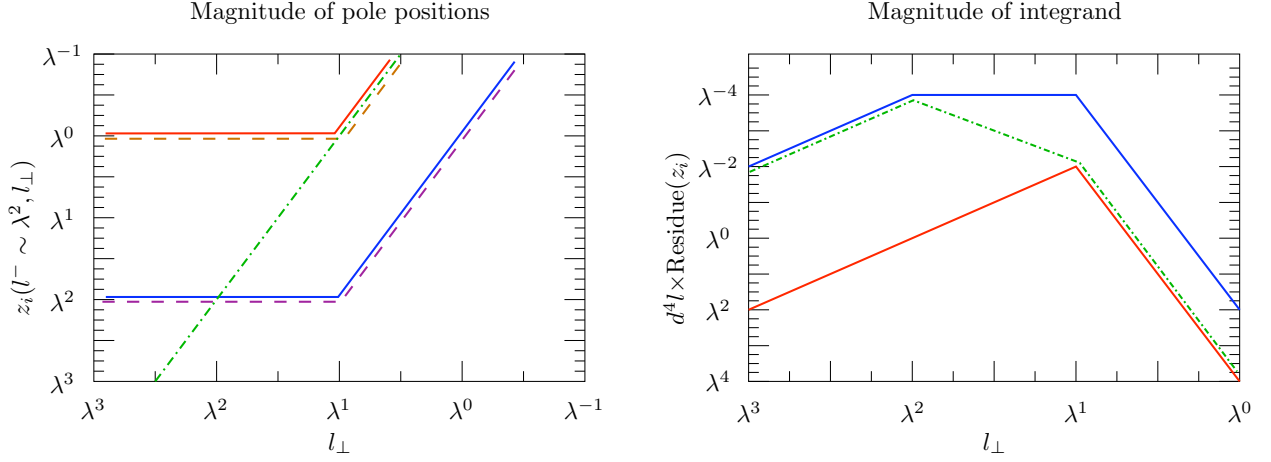 Magnitude of pole positions
z_i(l^- ∼ λ^2, l_⊥)
λ^{-1}
λ^0
λ^1
λ^2
λ^3
λ^3 λ^2 λ^1 λ^0 λ^{-1}
l_⊥
Magnitude of integrand
d^4l×Residue(z_i)
λ^{-4}
λ^{-2}
λ^0
λ^2
λ^4
λ^3 λ^2 λ^1 λ^0
l_⊥